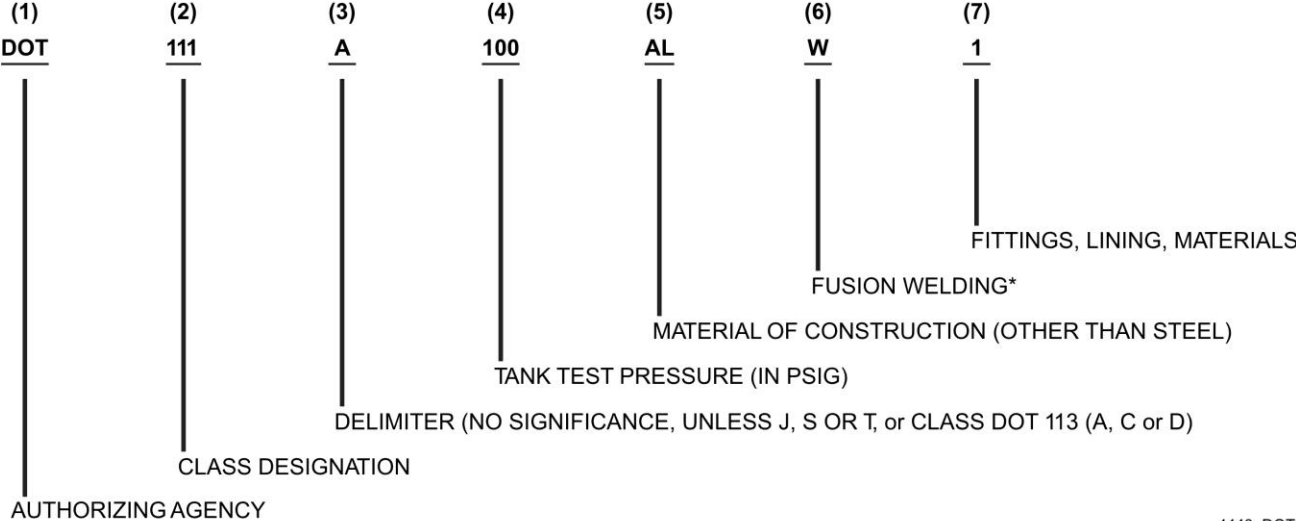 (1) (2) (3) (4) (5) (6) (7)
DOT 111 A 100 AL W 1
FITTINGS, LINING, MATERIALS
FUSION WELDING*
MATERIAL OF CONSTRUCTION (OTHER THAN STEEL)
TANK TEST PRESSURE (IN PSIG)
DELIMITER (NO SIGNIFICANCE, UNLESS J, S OR T, or CLASS DOT 113 (A, C or D)
CLASS DESIGNATION
AUTHORIZING AGENCY